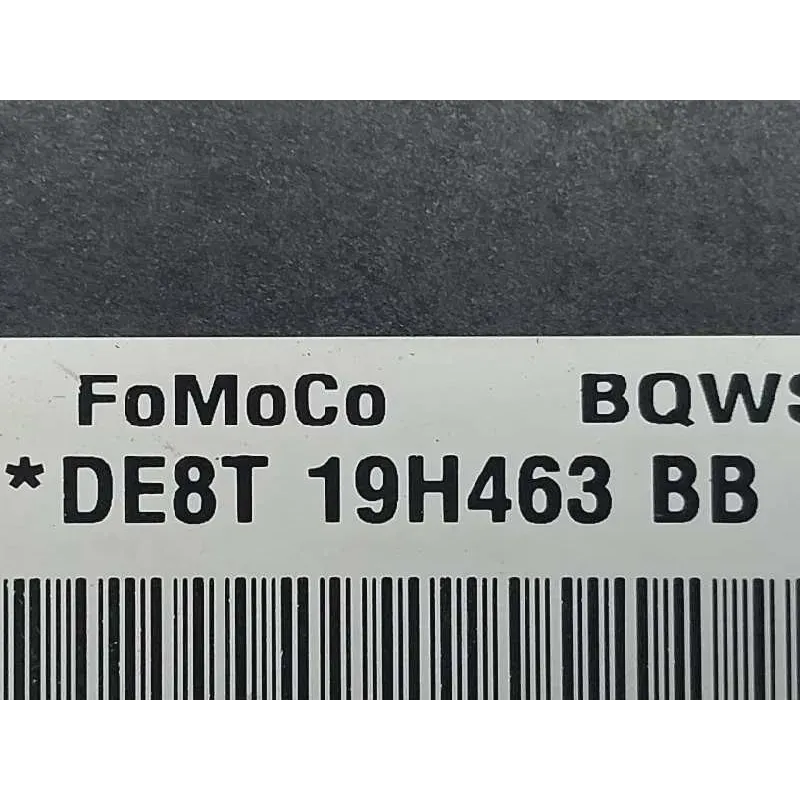 FoMoCo BQWS
*DE8T 19H463 BB